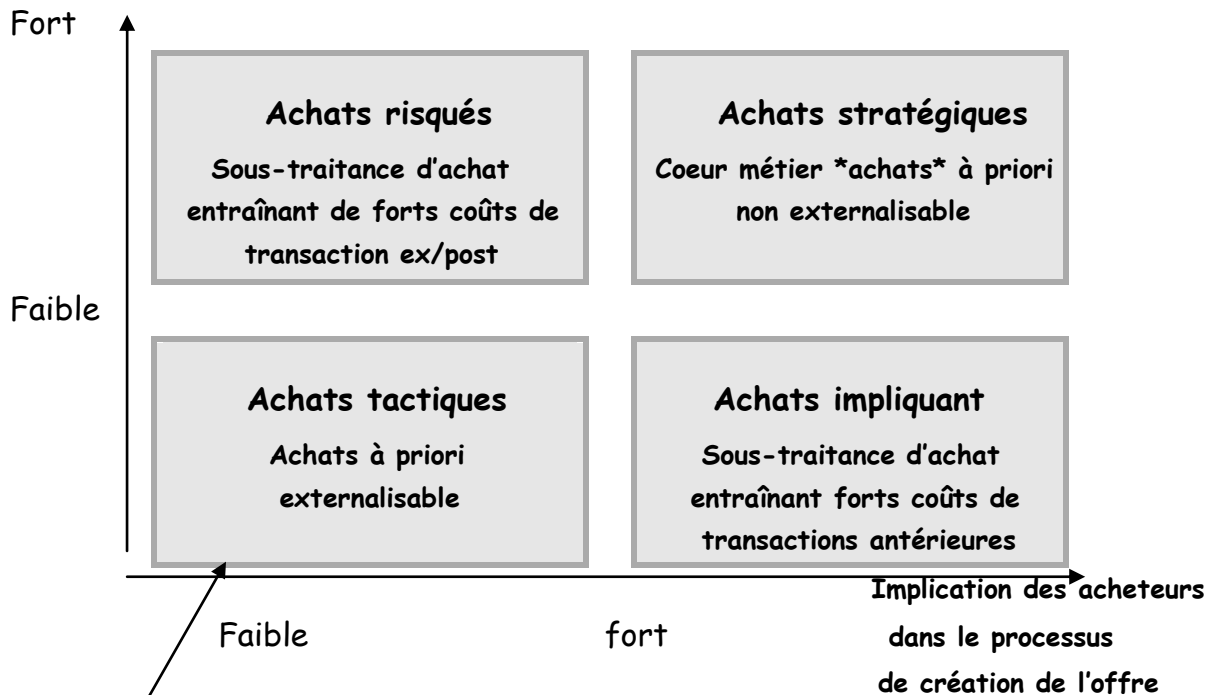 Fort
Achats risqués
Sous-traitance d'achat
entraînant de forts coûts de
transaction ex/post
Achats stratégiques
Coeur métier *achats* à priori
non externalisable
Faible
Achats tactiques
Achats à priori
externalisable
Achats impliquant
Sous-traitance d'achat
entraînant forts coûts de
transactions antérieures
Faible
fort
Implication des acheteurs
dans le processus
de création de l'offre